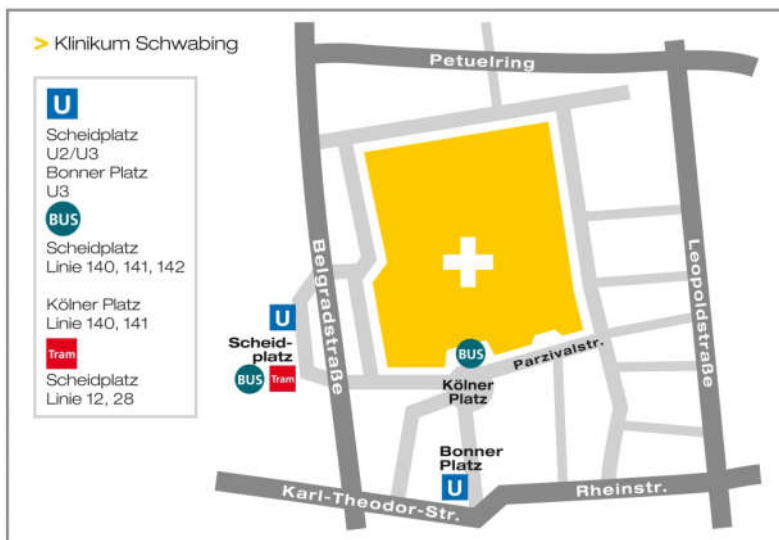 > Klinikum Schwabing
U
Scheidplatz
U2/U3
Bonner Platz
U3
BUS
Scheidplatz
Linie 140, 141, 142
Kölner Platz
Linie 140, 141
Tram
Scheidplatz
Linie 12, 28
Petuelring
Belgradstraße
Leopoldstraße
U
Scheid-
platz
BUS Tram
BUS
Kölner
Platz
Parzivalstr.
Bonner
Platz
U
Karl-Theodor-Str.
Rheinstr.